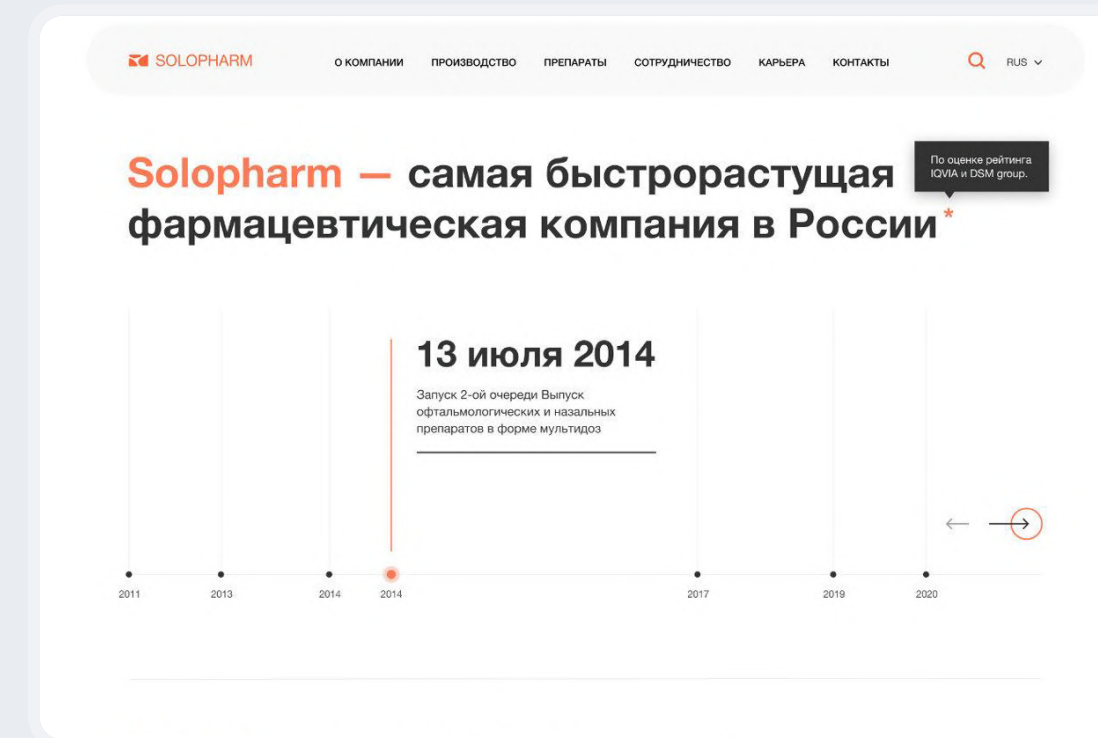 SOLOPHARM
О КОМПАНИИ ПРОИЗВОДСТВО ПРЕПАРАТЫ СОТРУДНИЧЕСТВО КАРЬЕРА КОНТАКТЫ
RUS
По оценке рейтинга
IQVIA и DSM group.
Solopharm — самая быстрорастущая
фармацевтическая компания в России*
13 июля 2014
Запуск 2-ой очереди Выпуск
офтальмологических и назальных
препаратов в форме мультидоз
2011 2013 2014 2014 2017 2019 2020